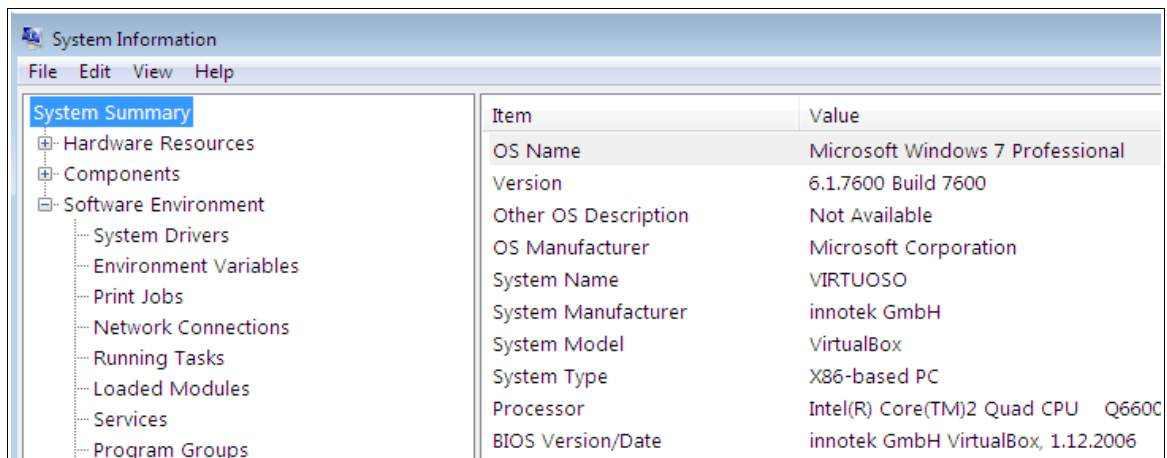 System Information
File Edit View Help
System Summary
Hardware Resources
Components
Software Environment
System Drivers
Environment Variables
Print Jobs
Network Connections
Running Tasks
Loaded Modules
Services
Program Groups
Item Value
OS Name Microsoft Windows 7 Professional
Version 6.1.7600 Build 7600
Other OS Description Not Available
OS Manufacturer Microsoft Corporation
System Name VIRTUOSO
System Manufacturer innotek GmbH
System Model VirtualBox
System Type X86-based PC
Processor Intel(R) Core(TM)2 Quad CPU Q6600
BIOS Version/Date innotek GmbH VirtualBox, 1.12.2006